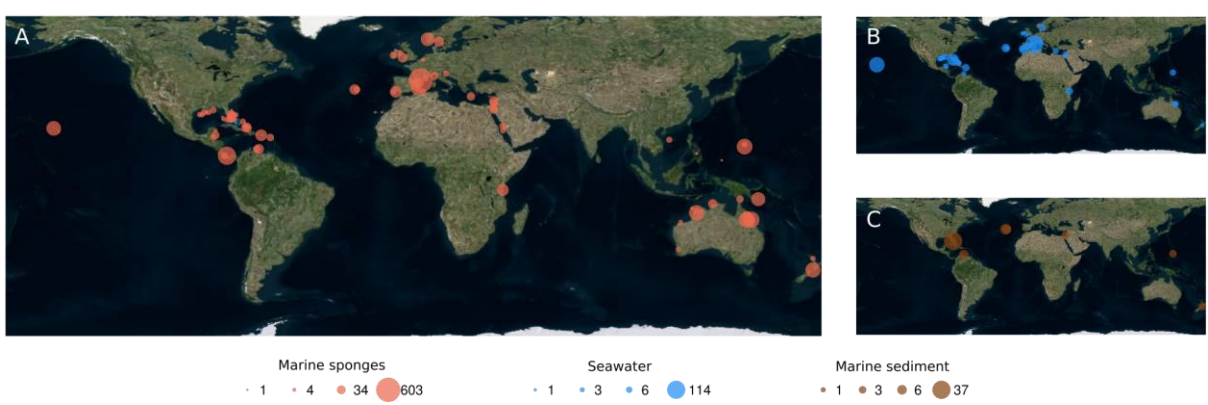 A
B
C
Marine sponges
1 4 34 603
Seawater
1 3 6 114
Marine sediment
1 3 6 37